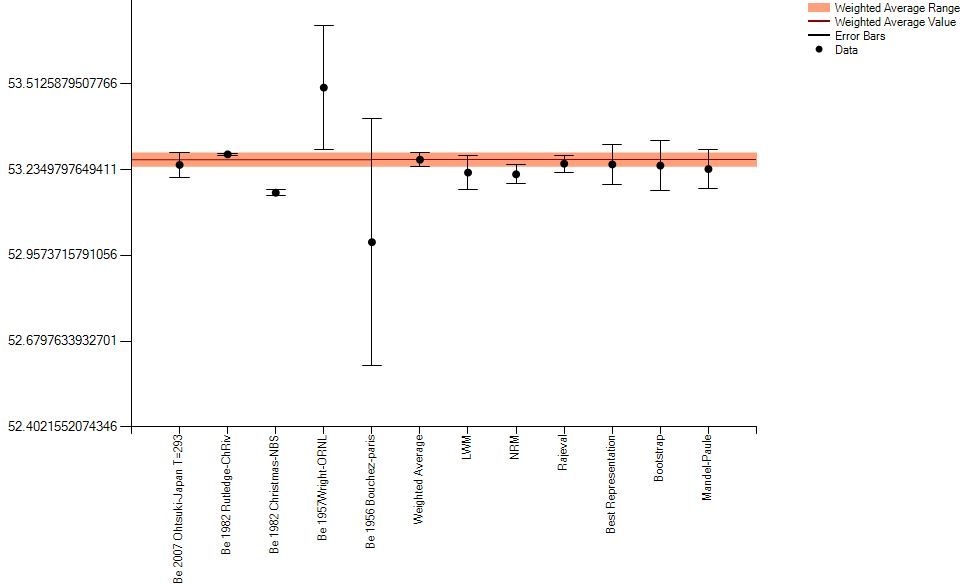 Weighted Average Range
Weighted Average Value
Error Bars
Data
53.5125879507766
53.2349797649411
52.9573715791056
52.6797633932701
52.4021552074346
Be 2007 Ohtsuki-Japan T=293
Be 1982 Rutledge-ChRiv
Be 1982 Christmas-NBS
Be 1957Wright-ORNL
Be 1956 Bouchez-paris
Weighted Average
LWM
NRM
Rajeval
Best Representation
Bootstrap
Mandel-Paule